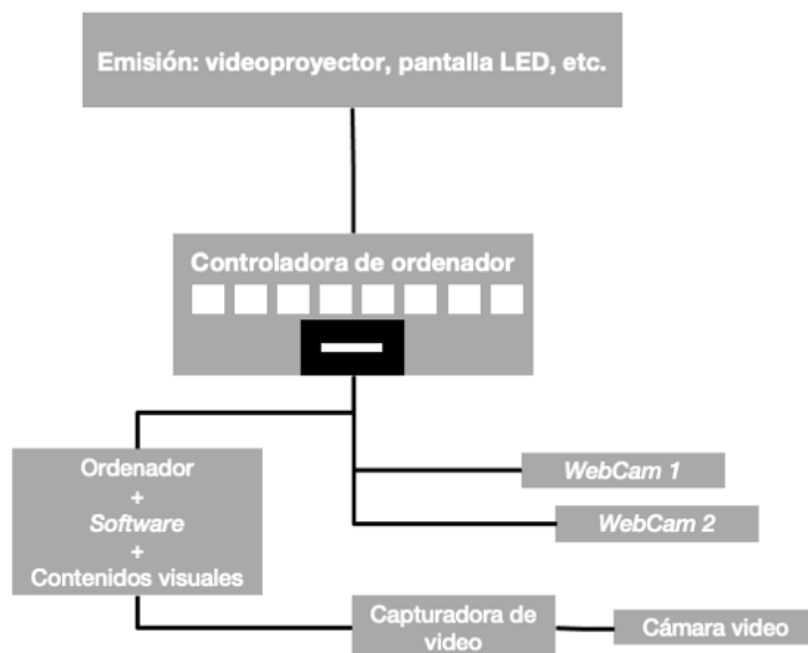 Emisión: videoproyector, pantalla LED, etc.
Controladora de ordenador
Ordenador
+
Software
+
Contenidos visuales
WebCam 1
WebCam 2
Capturadora de
video
Cámara video